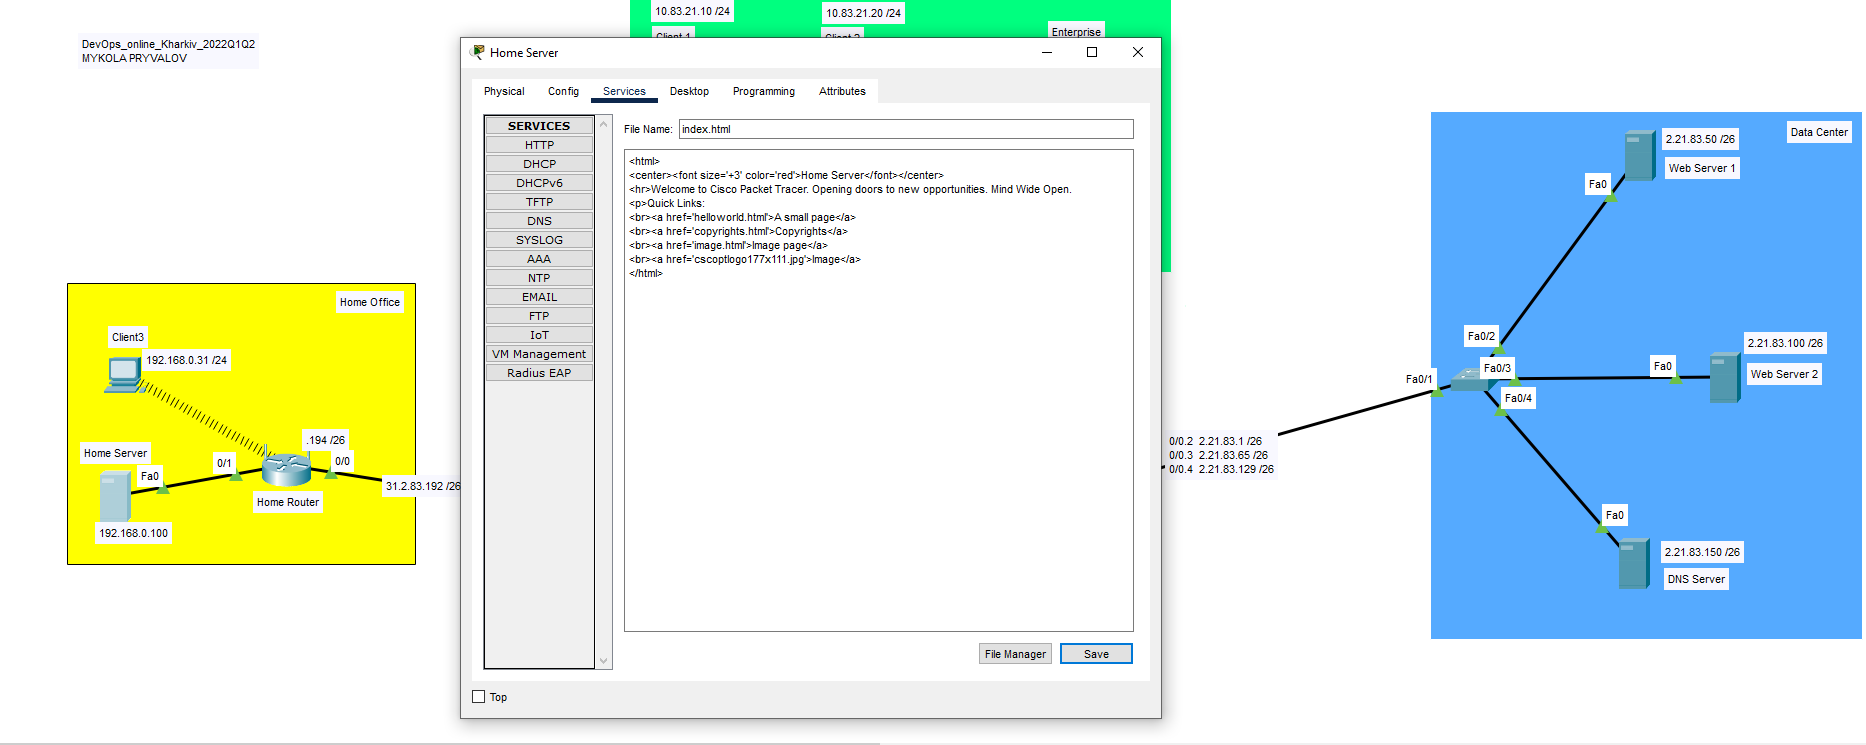 10.83.21.10 /24
10.83.21.20 /24
Client 1
Enterprise
DevOps_online_Kharkiv_2022Q1Q2
MYKOLA PRYVALOV
Home Server
Physical
Config
Services
Desktop
Programming
Attributes
SERVICES
HTTP
DHCP
DHCPv6
TFTP
DNS
SYSLOG
AAA
NTP
EMAIL
FTP
IoT
VM Management
Radius EAP
File Name:
index.html
<html>
<center><font size='+3' color='red'>Home Server</font></center>
<hr>Welcome to Cisco Packet Tracer. Opening doors to new opportunities. Mind Wide Open.
<p>Quick Links:
<br><a href='helloworld.html'>A small page</a>
<br><a href='copyrights.html'>Copyrights</a>
<br><a href='image.html'>Image page</a>
<br><a href='cscoptlogo177x111.jpg'>Image</a>
</html>
File Manager
Save
Top
Home Office
Client3
192.168.0.31 /24
Home Server
Fa0
192.168.0.100
0/1
.194 /26
0/0
Home Router
31.2.83.192 /26
Data Center
2.21.83.50 /26
Web Server 1
Fa0
Fa0/2
Fa0/3
Fa0/1
Fa0/4
2.21.83.100 /26
Fa0
Web Server 2
0/0.2 2.21.83.1 /26
0/0.3 2.21.83.65 /26
0/0.4 2.21.83.129 /26
Fa0
2.21.83.150 /26
DNS Server